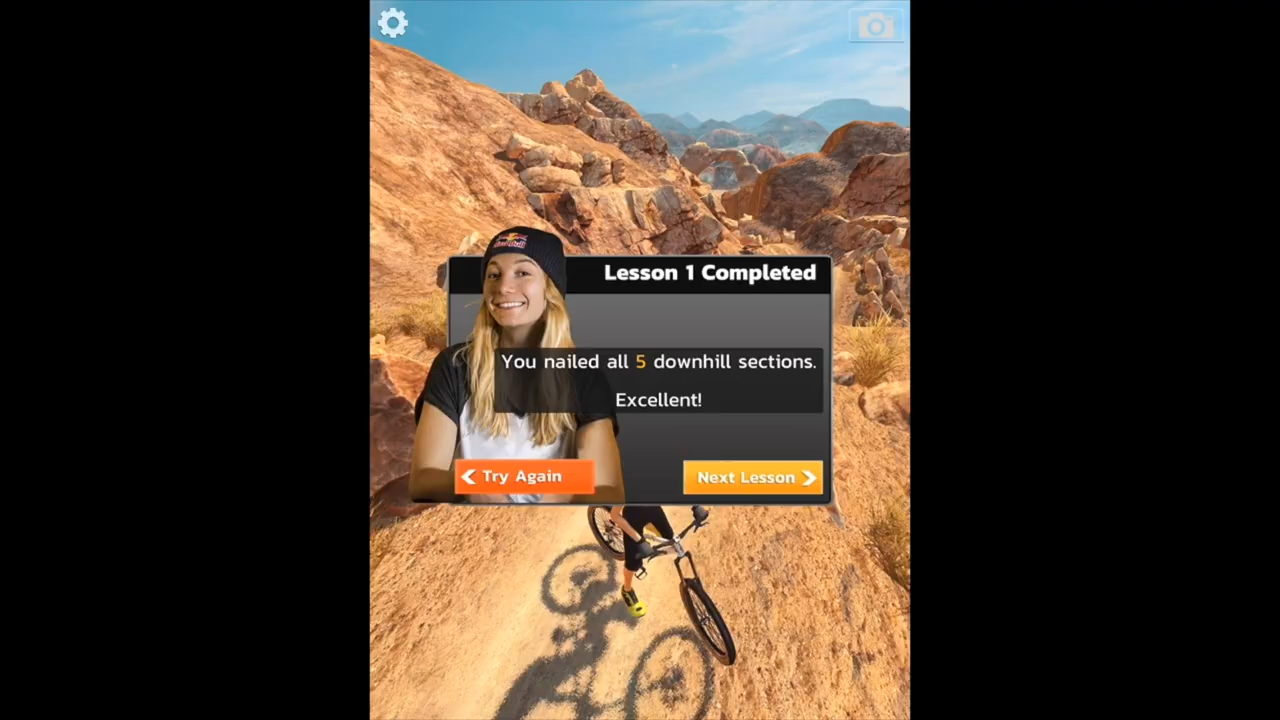 Lesson 1 Completed
You nailed all 5 downhill sections.
Excellent!
Try Again
Next Lesson